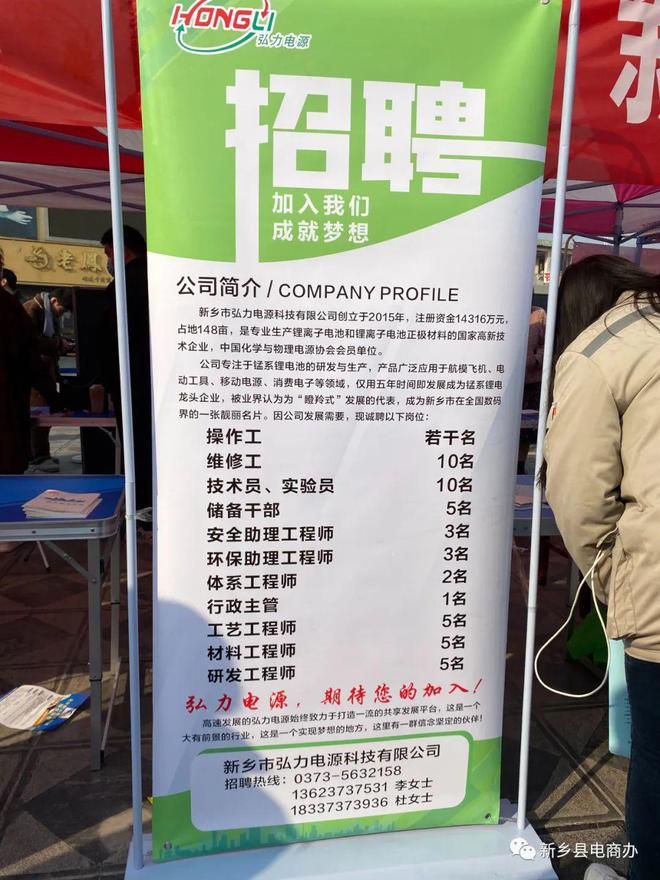 HONGLI
弘力电源
招聘
加入我们
成就梦想
公司简介 / COMPANY PROFILE
新乡市弘力电源科技有限公司创立于2015年，注册资金14316万元，
占地148亩，是专业生产锂离子电池和锂离子电池正极材料的国家高新技
术企业，中国化学与物理电源协会会员单位。
公司专注于锰系锂电池的研发与生产，产品广泛应用于航模飞机、电
动工具、移动电源、消费电子等领域，仅用五年时间即发展成为锰系锂电
龙头企业，被业界认为为“瞪羚式”发展的代表，成为新乡市在全国数码
界的一张靓丽名片。因公司发展需要，现诚聘以下岗位：
操作工 若干名
维修工 10名
技术员、实验员 10名
储备干部 5名
安全助理工程师 3名
环保助理工程师 3名
体系工程师 2名
行政主管 1名
工艺工程师 5名
材料工程师 5名
研发工程师 5名
弘力电源，期待您的加入！
高速发展的弘力电源始终致力于打造一流的共享发展平台，这是一个
大有前景的行业，这是一个实现梦想的地方，这里有一群信念坚定的伙伴！
新乡市弘力电源科技有限公司
招聘热线：0373-5632158
13623737531 李女士
18337373936 杜女士
新乡县电商办